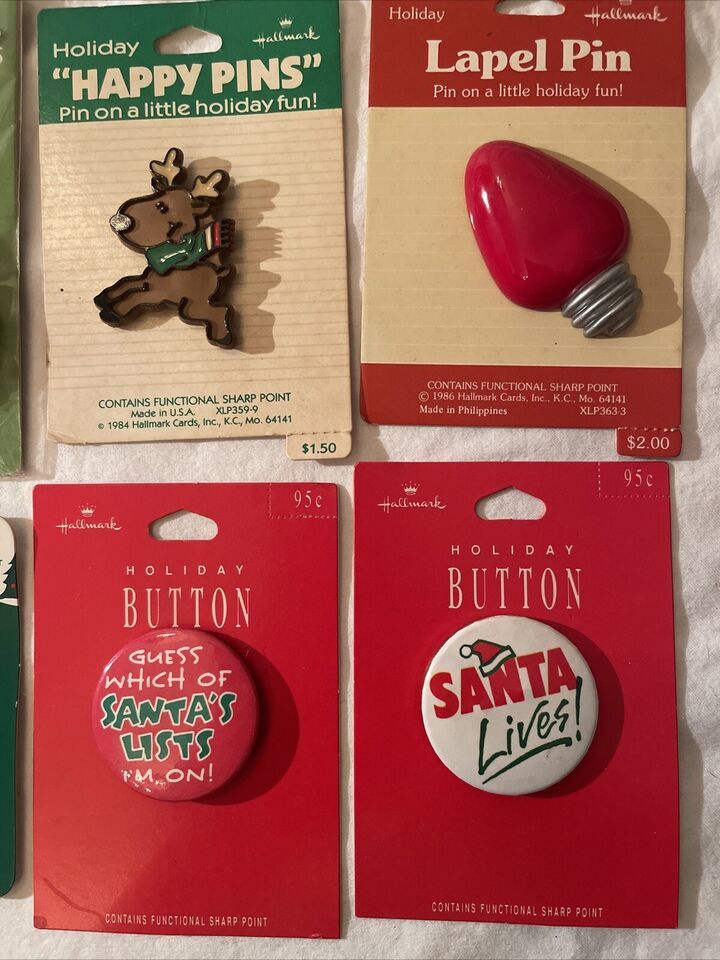 Holiday
Hallmark
"HAPPY PINS"
Pin on a little holiday fun!
CONTAINS FUNCTIONAL SHARP POINT
Made in U.S.A. XLP359-9
© 1984 Hallmark Cards, Inc., K.C., Mo. 64141
$1.50
Holiday
Hallmark
Lapel Pin
Pin on a little holiday fun!
CONTAINS FUNCTIONAL SHARP POINT
© 1986 Hallmark Cards, Inc., K.C., Mo. 64141
Made in Philippines XLP363-3
$2.00
95¢
Hallmark
HOLIDAY
BUTTON
GUESS
WHICH OF
SANTA'S
LISTS
I'M ON!
CONTAINS FUNCTIONAL SHARP POINT
95¢
Hallmark
HOLIDAY
BUTTON
SANTA
Lives!
CONTAINS FUNCTIONAL SHARP POINT